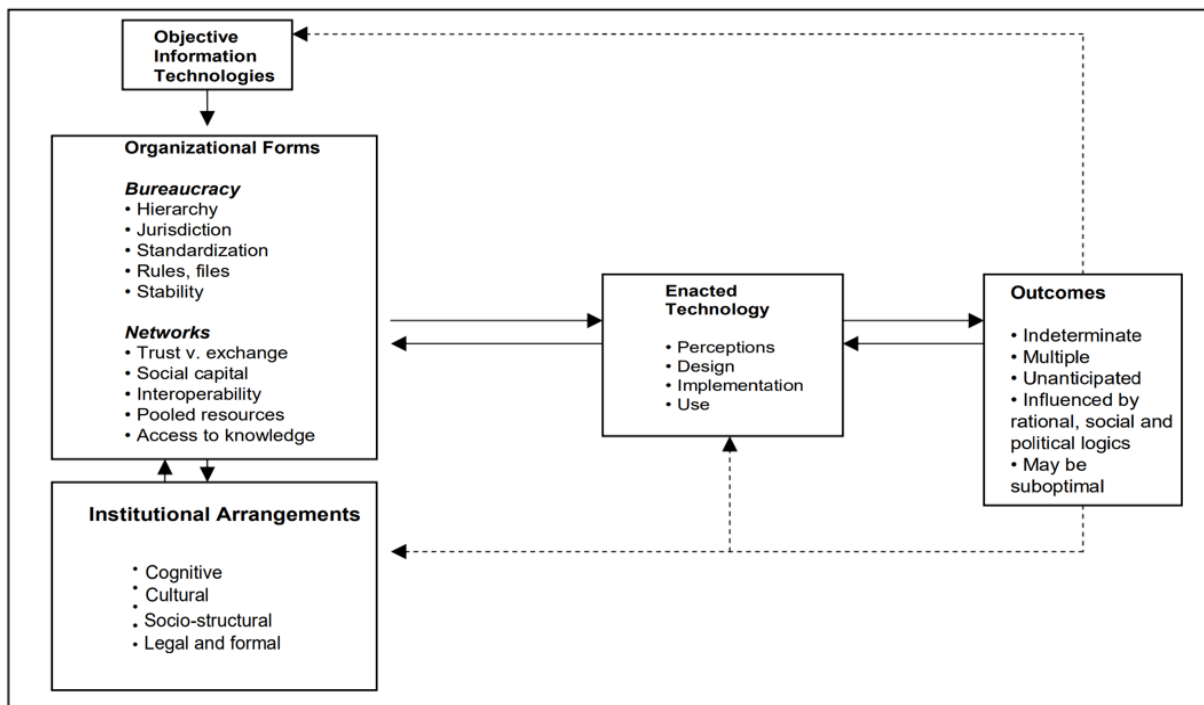 Objective
Information
Technologies
Organizational Forms
Bureaucracy
• Hierarchy
• Jurisdiction
• Standardization
• Rules, files
• Stability
Networks
• Trust v. exchange
• Social capital
• Interoperability
• Pooled resources
• Access to knowledge
Institutional Arrangements
• Cognitive
• Cultural
• Socio-structural
• Legal and formal
Enacted
Technology
• Perceptions
• Design
• Implementation
• Use
Outcomes
• Indeterminate
• Multiple
• Unanticipated
• Influenced by
rational, social and
political logics
• May be
suboptimal